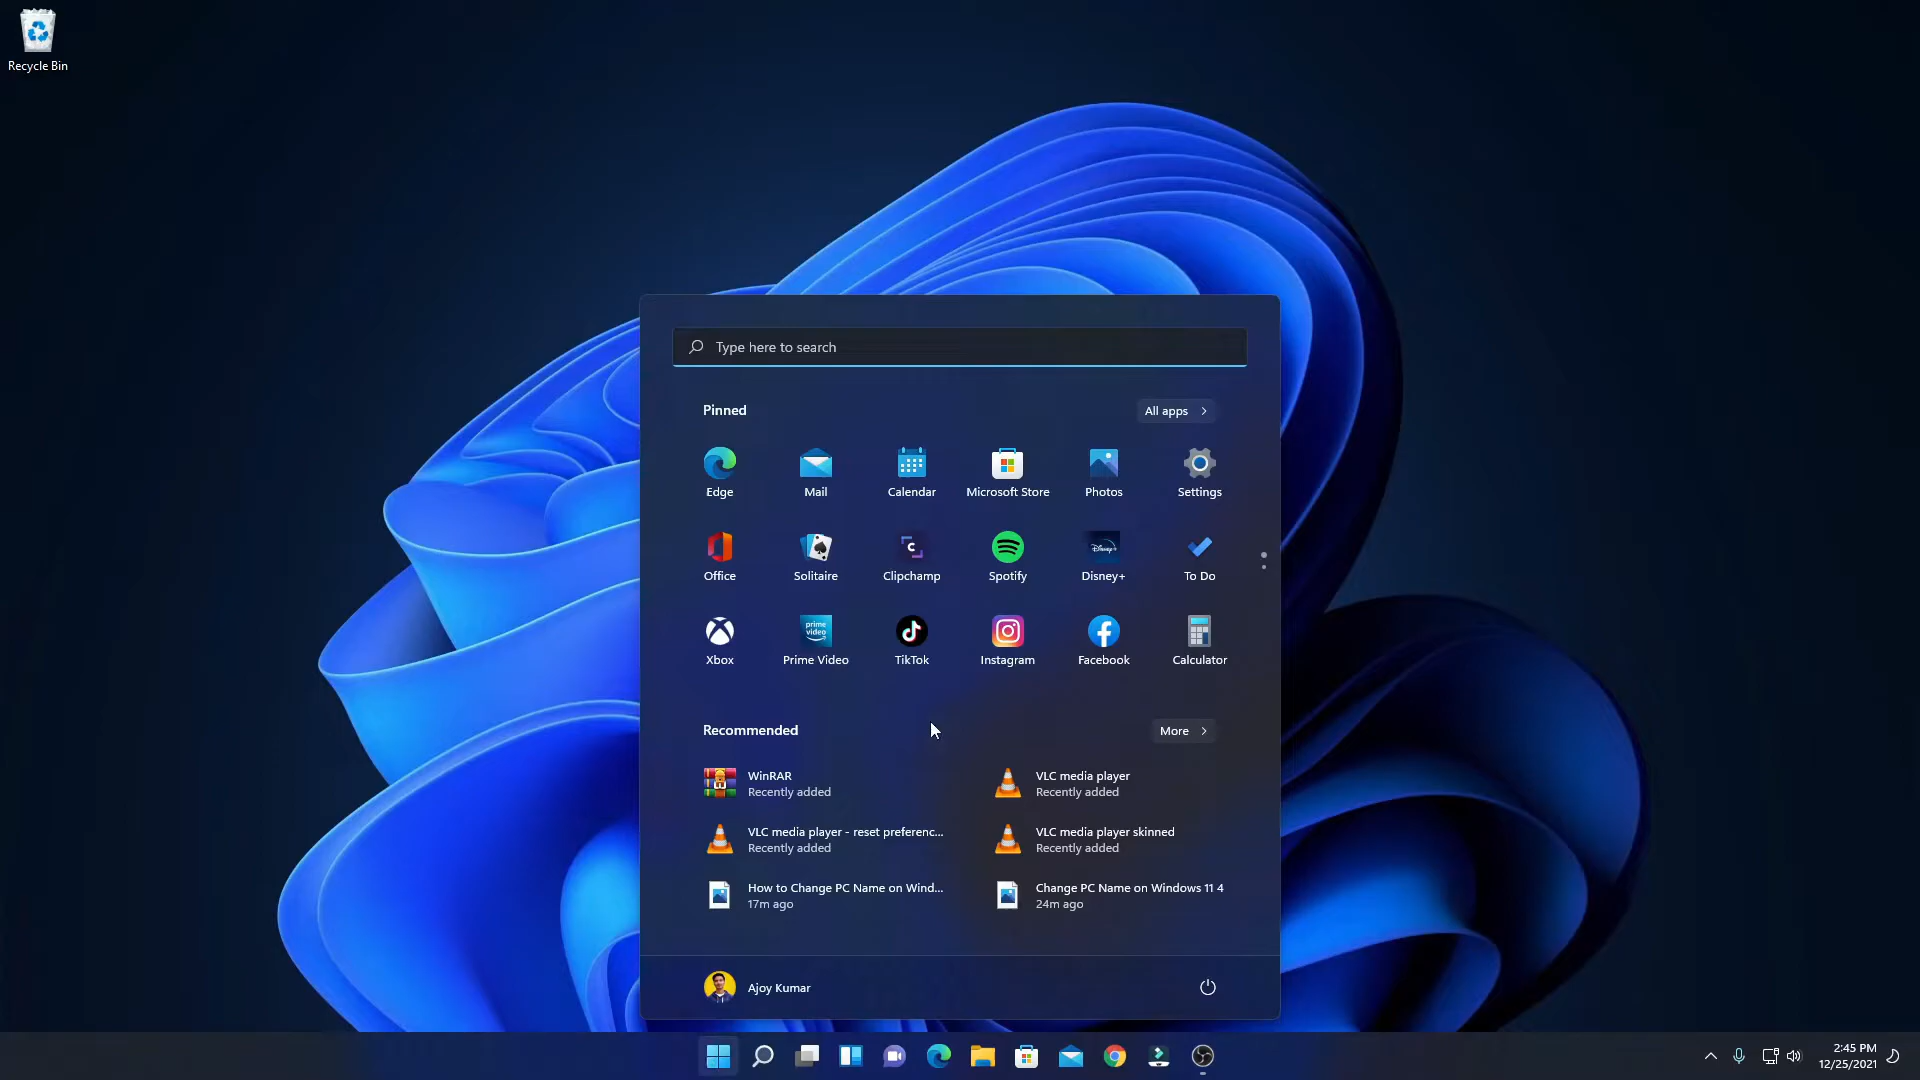 Recycle Bin
Type here to search
Pinned
All apps
Edge
Mail
Calendar
Microsoft Store
Photos
Settings
Office
Solitaire
Clipchamp
Spotify
Disney+
Disney+
To Do
prime video
Xbox
Prime Video
TikTok
Instagram
Facebook
Calculator
Recommended
More
WinRAR
Recently added
VLC media player
Recently added
VLC media player - reset preferenc...
Recently added
VLC media player skinned
Recently added
How to Change PC Name on Wind...
17m ago
Change PC Name on Windows 11 4
24m ago
Ajoy Kumar
2:45 PM
12/25/2021